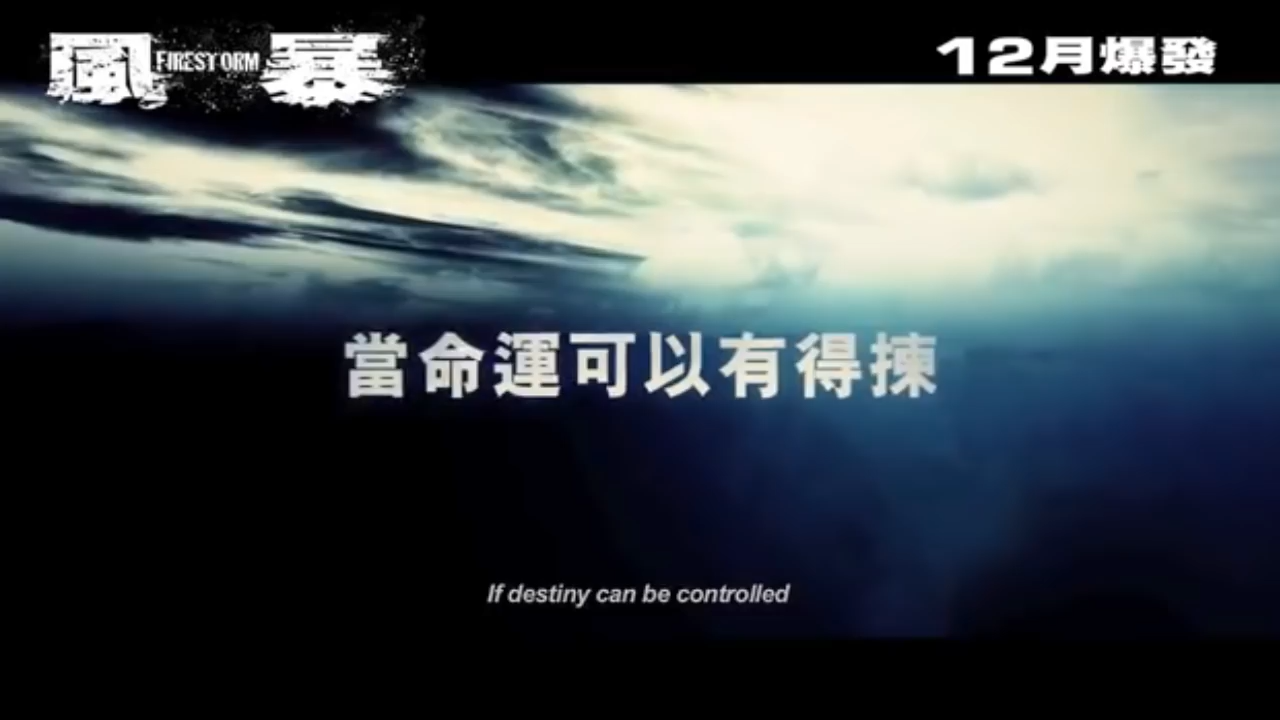 風 FIRESTORM 暴
12月爆發
當命運可以有得揀
If destiny can be controlled